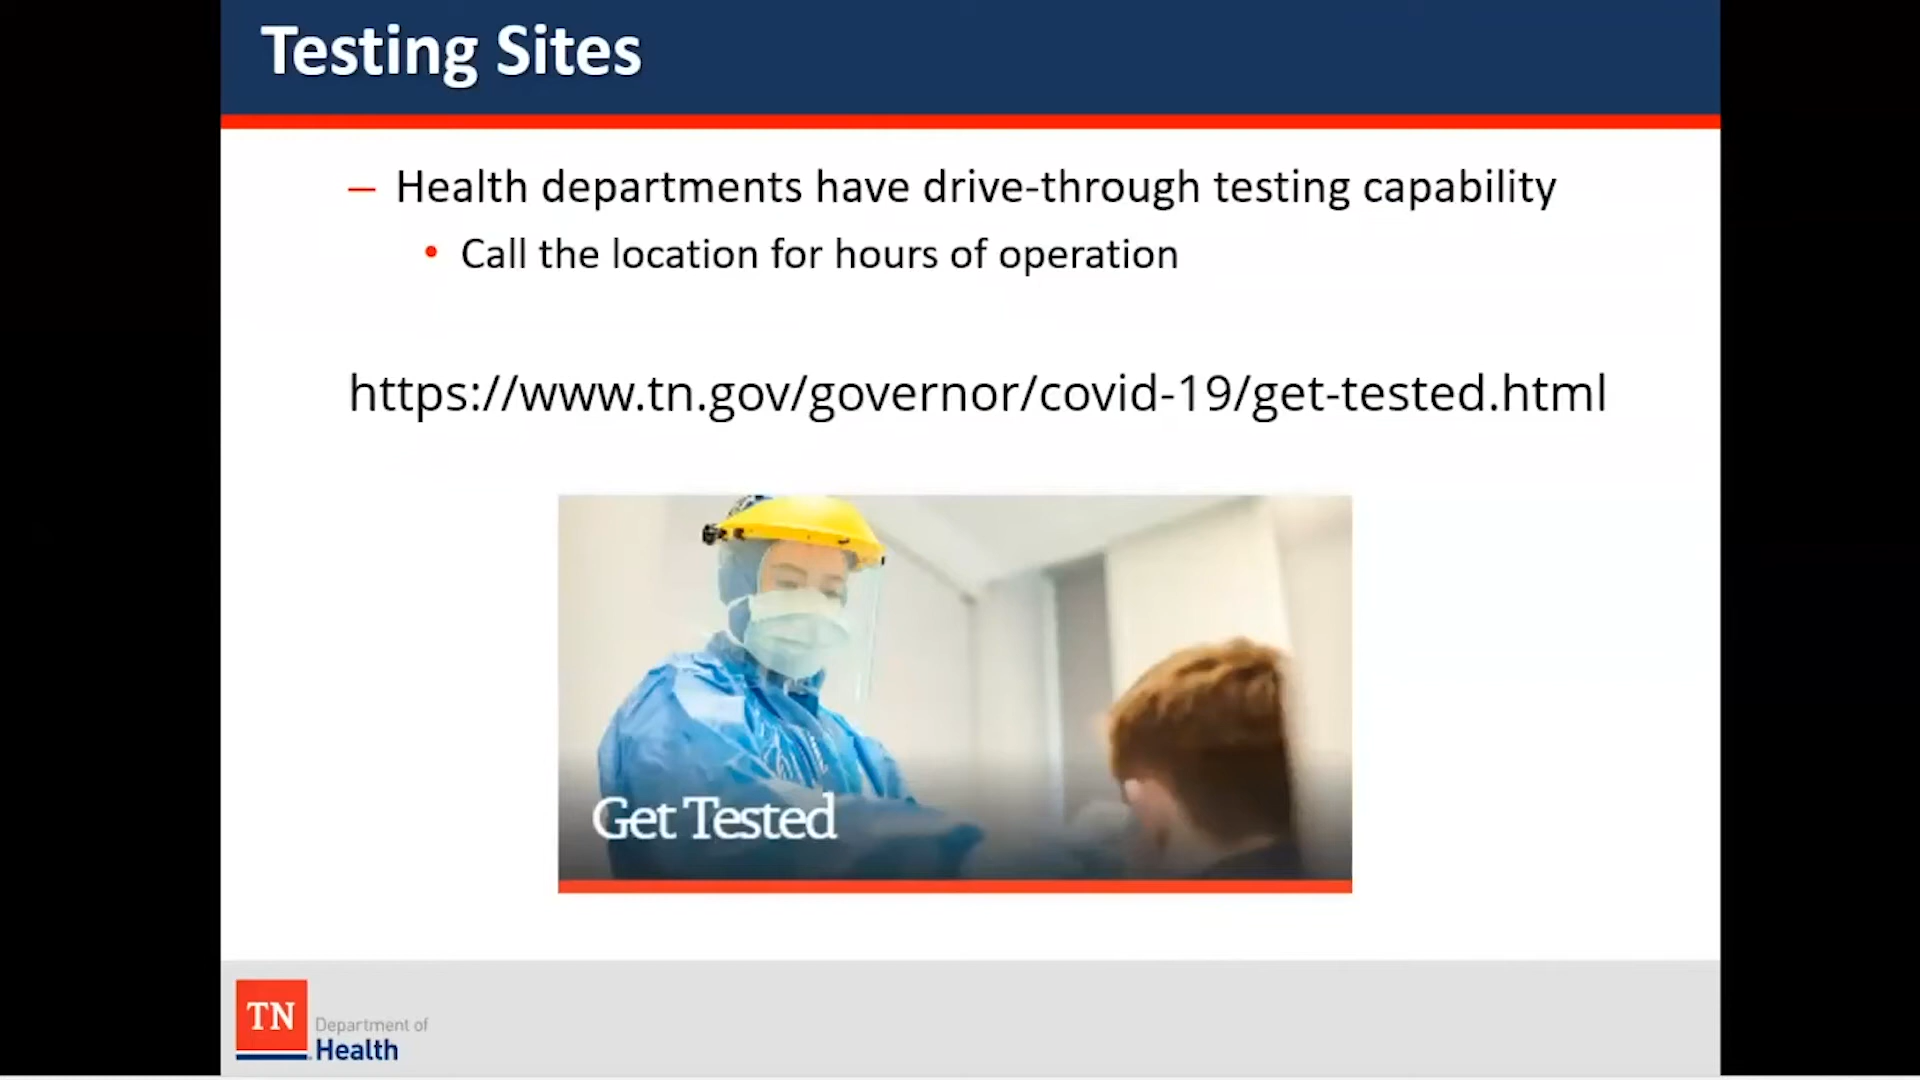 Testing Sites
– Health departments have drive-through testing capability
• Call the location for hours of operation
https://www.tn.gov/governor/covid-19/get-tested.html
Get Tested
TN
Department of
Health